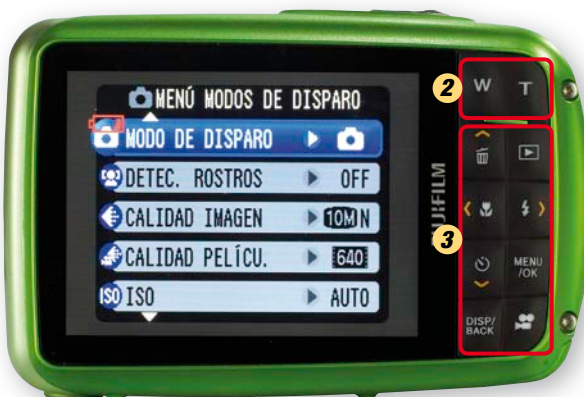 MENÚ MODOS DE DISPARO
MODO DE DISPARO
DETEC. ROSTROS OFF
CALIDAD IMAGEN 10M N
CALIDAD PELÍCU. 640
ISO ISO AUTO
FUJIFILM
2
W T
3
MENU
/OK
DISP/
BACK